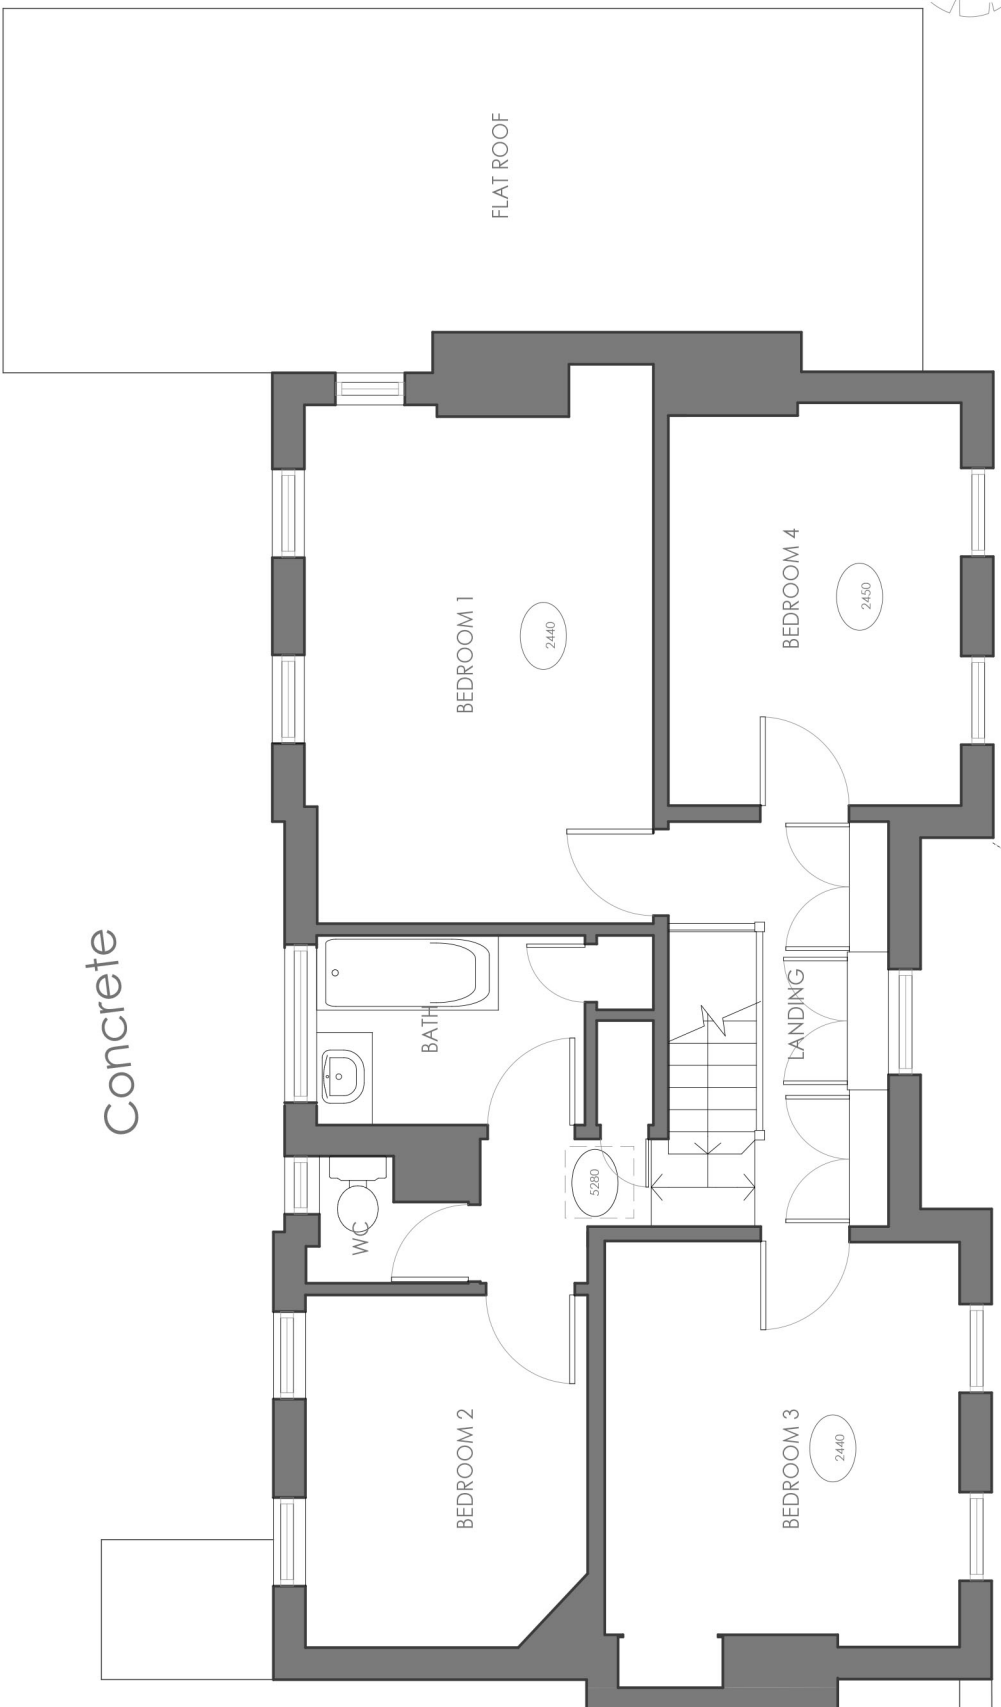 FLAT ROOF
BEDROOM 1
2440
BEDROOM 4
2450
Concrete
BATH
LANDING
WC
5280
BEDROOM 2
BEDROOM 3
2440